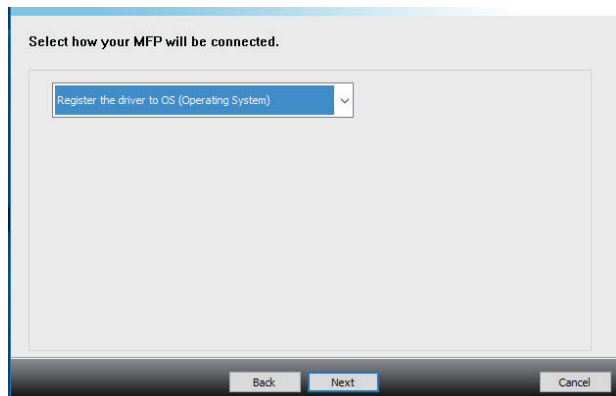 Select how your MFP will be connected.
Register the driver to OS (Operating System)
Back Next Cancel